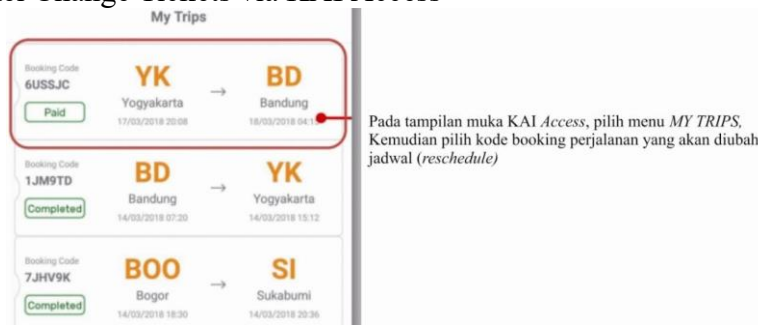 My Trips
Booking Code
6USSJC
Paid
YK
Yogyakarta
17/03/2018 20:08
→
BD
Bandung
18/03/2018
Pada tampilan muka KAI Access, pilih menu MY TRIPS,
Kemudian pilih kode booking perjalanan yang akan diubah
jadwal (reschedule)
Booking Code
1JM9TD
Completed
BD
Bandung
14/03/2018 07:20
→
YK
Yogyakarta
14/03/2018 15:12
Booking Code
7JHV9K
Completed
BOO
Bogor
14/03/2018 18:30
→
SI
Sukabumi
14/03/2018 20:36